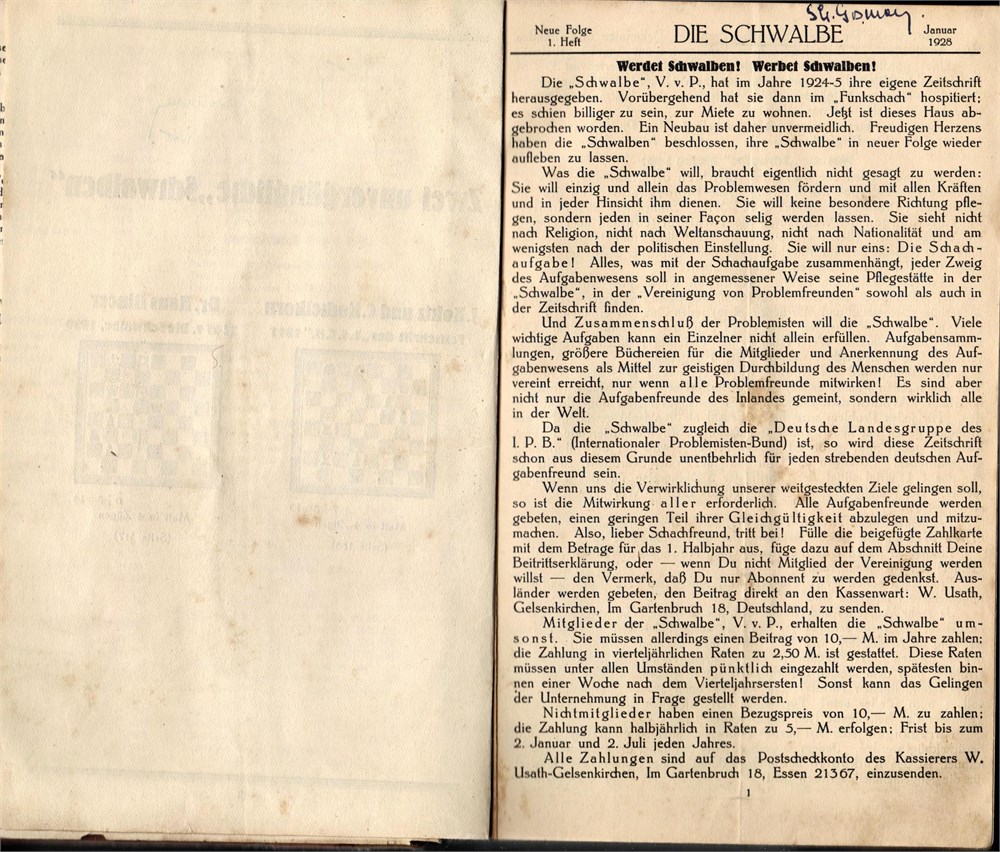 Neue Folge
1. Heft
DIE SCHWALBE
Januar
1928
Werdet Schwalben! Werbet Schwalben!
Die „Schwalbe“, V. v. P., hat im Jahre 1924-5 ihre eigene Zeitschrift
herausgegeben. Vorübergehend hat sie dann im „Funkschach“ hospitiert;
es schien billiger zu sein, zur Miete zu wohnen. Jetzt ist dieses Haus ab-
gebrochen worden. Ein Neubau ist daher unvermeidlich. Freudigen Herzens
haben die „Schwalben“ beschlossen, ihre „Schwalbe“ in neuer Folge wieder
aufleben zu lassen.
Was die „Schwalbe“ will, braucht eigentlich nicht gesagt zu werden:
Sie will einzig und allein das Problemwesen fördern und mit allen Kräften
und in jeder Hinsicht ihm dienen. Sie will keine besondere Richtung pfle-
gen, sondern jeden in seiner Façon selig werden lassen. Sie sieht nicht
nach Religion, nicht nach Weltanschauung, nicht nach Nationalität und am
wenigsten nach der politischen Einstellung. Sie will nur eins: Die Schach-
aufgabe! Alles, was mit der Schachaufgabe zusammenhängt, jeder Zweig
des Aufgabenwesens soll in angemessener Weise seine Pflegestätte in der
„Schwalbe“, in der „Vereinigung von Problemfreunden“ sowohl als auch in
der Zeitschrift finden.
Und Zusammenschluß der Problemisten will die „Schwalbe“. Viele
wichtige Aufgaben kann ein Einzelner nicht allein erfüllen. Aufgabensamm-
lungen, größere Büchereien für die Mitglieder und Anerkennung des Auf-
gabenwesens als Mittel zur geistigen Durchbildung des Menschen werden nur
vereint erreicht, nur wenn alle Problemfreunde mitwirken! Es sind aber
nicht nur die Aufgabenfreunde des Inlandes gemeint, sondern wirklich alle
in der Welt.
Da die „Schwalbe“ zugleich die „Deutsche Landesgruppe des
I. P. B.“ (Internationaler Problemisten-Bund) ist, so wird diese Zeitschrift
schon aus diesem Grunde unentbehrlich für jeden strebenden deutschen Auf-
gabenfreund sein.
Wenn uns die Verwirklichung unserer weitgesteckten Ziele gelingen soll,
so ist die Mitwirkung aller erforderlich. Alle Aufgabenfreunde werden
gebeten, einen geringen Teil ihrer Gleichgültigkeit abzulegen und mitzu-
machen. Also, lieber Schachfreund, tritt bei! Fülle die beigefügte Zahlkarte
mit dem Betrage für das 1. Halbjahr aus, füge dazu auf dem Abschnitt Deine
Beitrittserklärung, oder — wenn Du nicht Mitglied der Vereinigung werden
willst — den Vermerk, daß Du nur Abonnent zu werden gedenkst. Aus-
länder werden gebeten, den Beitrag direkt an den Kassenwart: W. Usath,
Gelsenkirchen, Im Gartenbruch 18, Deutschland, zu senden.
Mitglieder der „Schwalbe“, V. v. P., erhalten die „Schwalbe“ um-
sonst. Sie müssen allerdings einen Beitrag von 10,— M. im Jahre zahlen;
die Zahlung in vierteljährlichen Raten zu 2,50 M. ist gestattet. Diese Raten
müssen unter allen Umständen pünktlich eingezahlt werden, spätesten bin-
nen einer Woche nach dem Vierteljahrsersten! Sonst kann das Gelingen
der Unternehmung in Frage gestellt werden.
Nichtmitglieder haben einen Bezugspreis von 10,— M. zu zahlen;
die Zahlung kann halbjährlich in Raten zu 5,— M. erfolgen; Frist bis zum
2. Januar und 2. Juli jeden Jahres.
Alle Zahlungen sind auf das Postscheckkonto des Kassierers W.
Usath-Gelsenkirchen, Im Gartenbruch 18, Essen 21367, einzusenden.
1